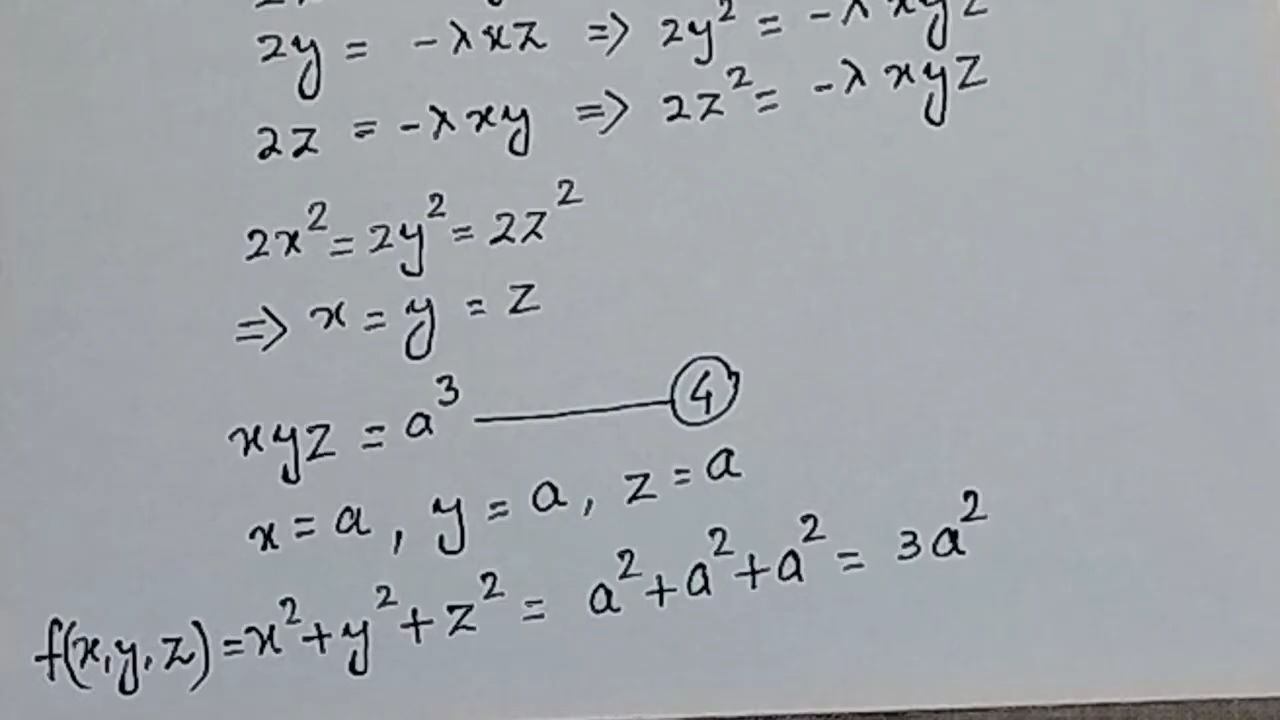 2y = -λxz => 2y² = -λxyz
2z = -λxy => 2z² = -λxyz
2x² = 2y² = 2z²
=> x = y = z
xyz = a³ —— ④
x = a, y = a, z = a
f(x,y,z) = x² + y² + z² = a² + a² + a² = 3a²